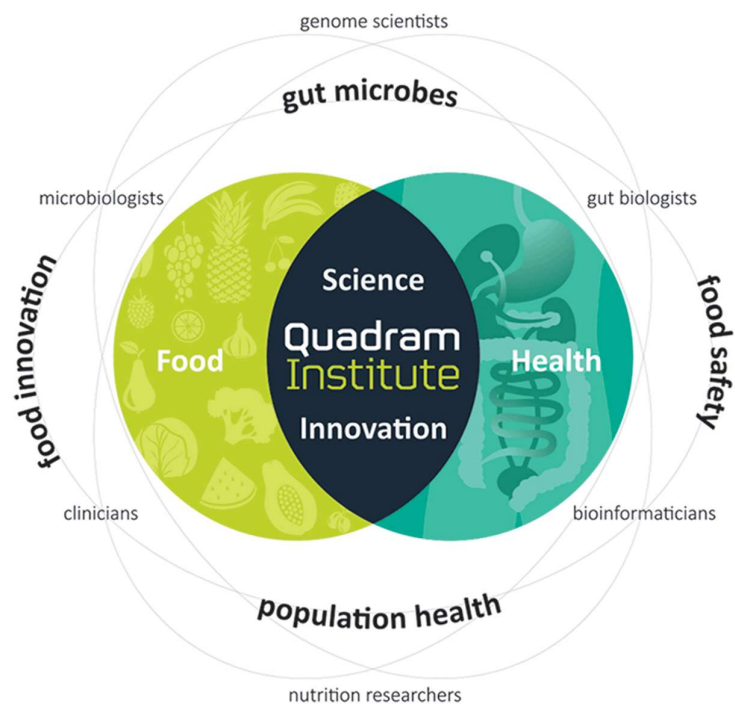 genome scientists
gut microbes
microbiologists
gut biologists
food innovation
food safety
Science
Quadram
Institute
Food
Health
Innovation
clinicians
bioinformaticians
population health
nutrition researchers